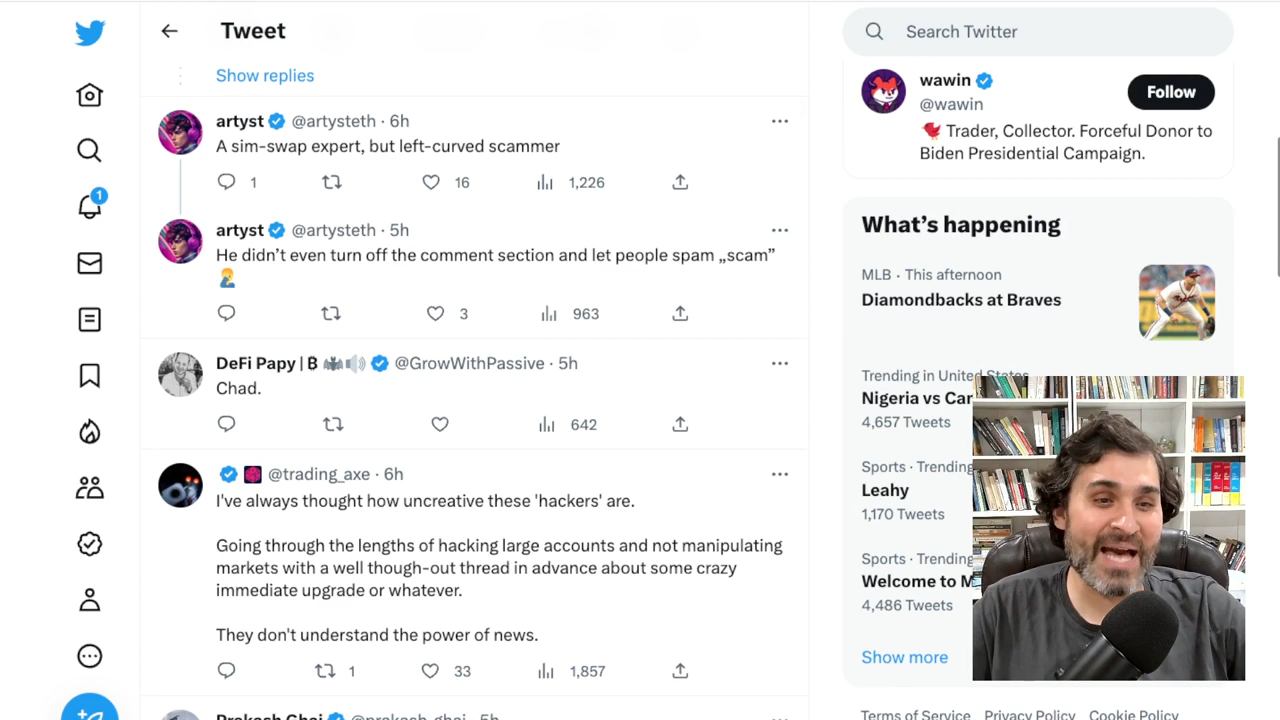 Tweet
Show replies
artyst @artysteth · 6h
A sim-swap expert, but left-curved scammer
1 16 1,226
artyst @artysteth · 5h
He didn’t even turn off the comment section and let people spam „scam”
3 963
DeFi Papy | ₿ @GrowWithPassive · 5h
Chad.
642
@trading_axe · 6h
I've always thought how uncreative these 'hackers' are.
Going through the lengths of hacking large accounts and not manipulating
markets with a well though-out thread in advance about some crazy
immediate upgrade or whatever.
They don't understand the power of news.
1 33 1,857
Prakash Ghai @prakash_ghai · 5h
1
Search Twitter
wawin
@wawin
Follow
Trader, Collector. Forceful Donor to
Biden Presidential Campaign.
What’s happening
MLB · This afternoon
Diamondbacks at Braves
Trending in United States
Nigeria vs Car
4,657 Tweets
Sports · Trending
Leahy
1,170 Tweets
Sports · Trending
Welcome to M
4,486 Tweets
Show more
Terms of Service Privacy Policy Cookie Policy